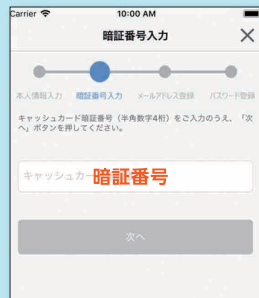 Carrier 10:00 AM
暗証番号入力
本人情報入力 暗証番号入力 メールアドレス登録 パスワード登録
キャッシュカード暗証番号（半角数字4桁）をご入力のうえ、「次
へ」ボタンを押してください。
キャッシュカー
暗証番号
次へ